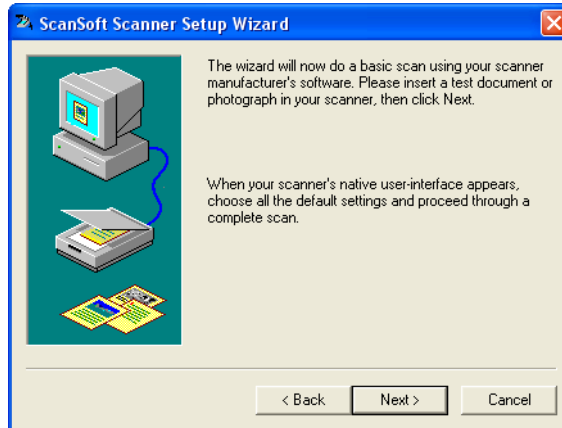 ScanSoft Scanner Setup Wizard
The wizard will now do a basic scan using your scanner
manufacturer's software. Please insert a test document or
photograph in your scanner, then click Next.
When your scanner's native user-interface appears,
choose all the default settings and proceed through a
complete scan.
< Back Next > Cancel